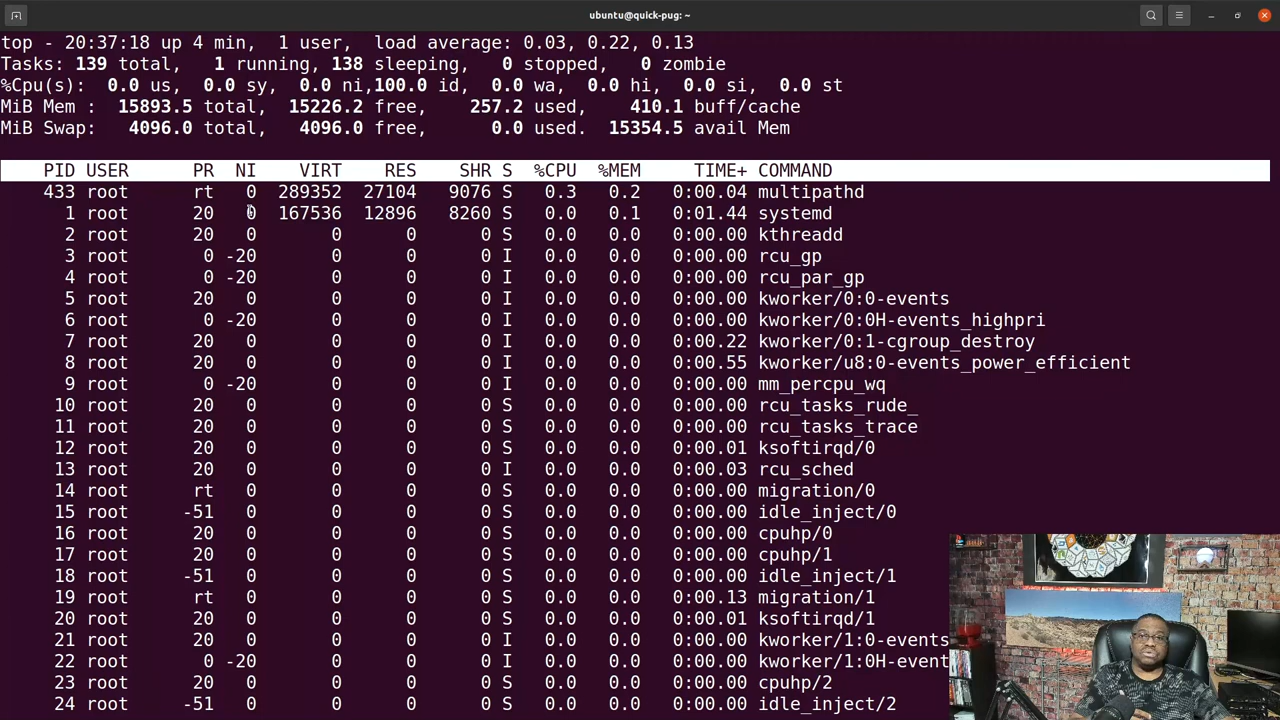 ubuntu@quick-pug: ~
top - 20:37:18 up 4 min,  1 user,  load average: 0.03, 0.22, 0.13
Tasks: 139 total,   1 running, 138 sleeping,   0 stopped,   0 zombie
%Cpu(s):  0.0 us,  0.0 sy,  0.0 ni,100.0 id,  0.0 wa,  0.0 hi,  0.0 si,  0.0 st
MiB Mem :  15893.5 total,  15226.2 free,    257.2 used,    410.1 buff/cache
MiB Swap:   4096.0 total,   4096.0 free,      0.0 used.  15354.5 avail Mem
PID USER      PR  NI    VIRT    RES    SHR S  %CPU  %MEM     TIME+ COMMAND
433 root      rt   0  289352  27104   9076 S   0.3   0.2   0:00.04 multipathd
1 root      20   0  167536  12896   8260 S   0.0   0.1   0:01.44 systemd
2 root      20   0       0      0      0 S   0.0   0.0   0:00.00 kthreadd
3 root       0 -20       0      0      0 I   0.0   0.0   0:00.00 rcu_gp
4 root       0 -20       0      0      0 I   0.0   0.0   0:00.00 rcu_par_gp
5 root      20   0       0      0      0 I   0.0   0.0   0:00.00 kworker/0:0-events
6 root       0 -20       0      0      0 I   0.0   0.0   0:00.00 kworker/0:0H-events_highpri
7 root      20   0       0      0      0 I   0.0   0.0   0:00.22 kworker/0:1-cgroup_destroy
8 root      20   0       0      0      0 I   0.0   0.0   0:00.55 kworker/u8:0-events_power_efficient
9 root       0 -20       0      0      0 I   0.0   0.0   0:00.00 mm_percpu_wq
10 root      20   0       0      0      0 S   0.0   0.0   0:00.00 rcu_tasks_rude_
11 root      20   0       0      0      0 S   0.0   0.0   0:00.00 rcu_tasks_trace
12 root      20   0       0      0      0 S   0.0   0.0   0:00.01 ksoftirqd/0
13 root      20   0       0      0      0 I   0.0   0.0   0:00.03 rcu_sched
14 root      rt   0       0      0      0 S   0.0   0.0   0:00.00 migration/0
15 root     -51   0       0      0      0 S   0.0   0.0   0:00.00 idle_inject/0
16 root      20   0       0      0      0 S   0.0   0.0   0:00.00 cpuhp/0
17 root      20   0       0      0      0 S   0.0   0.0   0:00.00 cpuhp/1
18 root     -51   0       0      0      0 S   0.0   0.0   0:00.00 idle_inject/1
19 root      rt   0       0      0      0 S   0.0   0.0   0:00.13 migration/1
20 root      20   0       0      0      0 S   0.0   0.0   0:00.01 ksoftirqd/1
21 root      20   0       0      0      0 I   0.0   0.0   0:00.00 kworker/1:0-events
22 root       0 -20       0      0      0 I   0.0   0.0   0:00.00 kworker/1:0H-event
23 root      20   0       0      0      0 S   0.0   0.0   0:00.00 cpuhp/2
24 root     -51   0       0      0      0 S   0.0   0.0   0:00.00 idle_inject/2